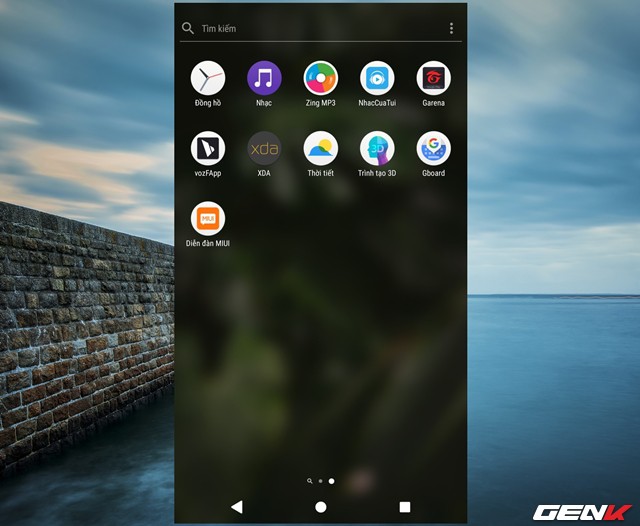 Tìm kiếm
Đồng hồ
Nhạc
Zing MP3
NhacCuaTui
Garena
xda
3D
G
vozFApp
XDA
Thời tiết
Trình tạo 3D
Gboard
MIUI
Diễn đàn MIUI
GENK